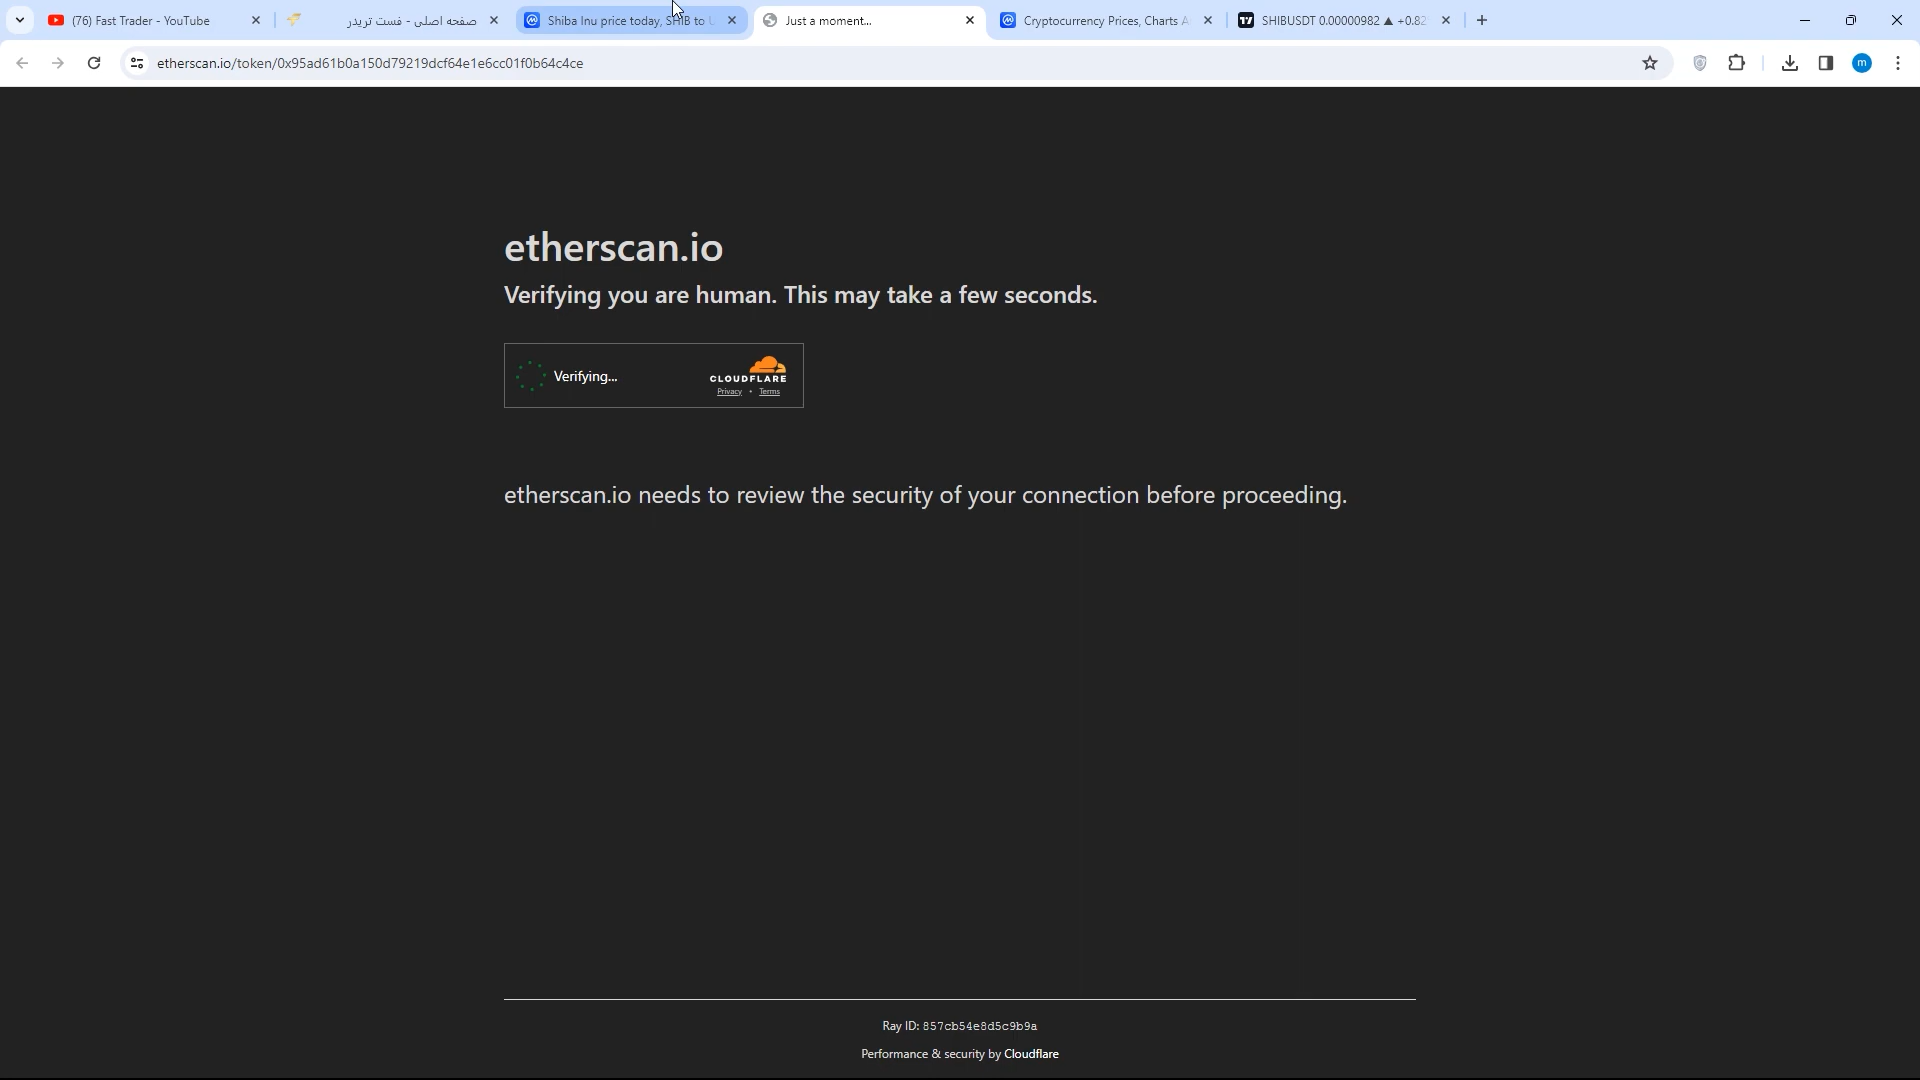 (76) Fast Trader - YouTube
صفحه اصلی - فست تریدر
Shiba Inu price today, SHIB to U
Just a moment...
Cryptocurrency Prices, Charts A
SHIBUSDT 0.00000982 ▲ +0.82
etherscan.io/token/0x95ad61b0a150d79219dcf64e1e6cc01f0b64c4ce
m
etherscan.io
Verifying you are human. This may take a few seconds.
Verifying...
CLOUDFLARE
Privacy • Terms
etherscan.io needs to review the security of your connection before proceeding.
Ray ID: 857cb54e8d5c9b9a
Performance & security by Cloudflare